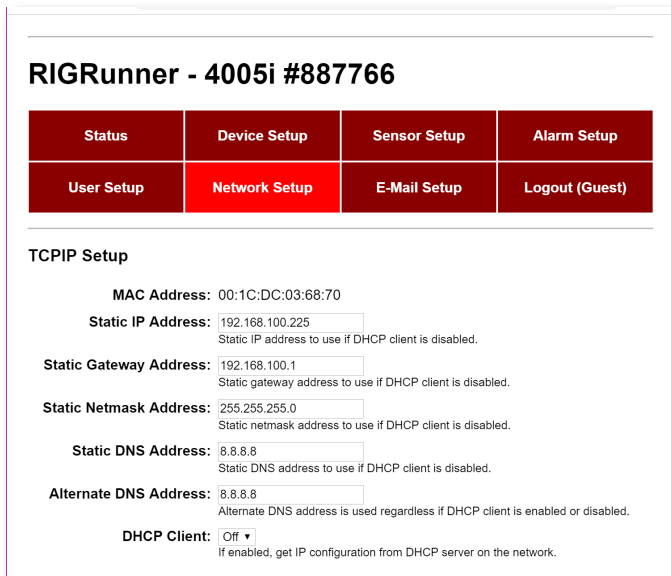 RIGRunner - 4005i #887766
Status Device Setup Sensor Setup Alarm Setup
User Setup Network Setup E-Mail Setup Logout (Guest)
TCPIP Setup
MAC Address: 00:1C:DC:03:68:70
Static IP Address: 192.168.100.225
Static IP address to use if DHCP client is disabled.
Static Gateway Address: 192.168.100.1
Static gateway address to use if DHCP client is disabled.
Static Netmask Address: 255.255.255.0
Static netmask address to use if DHCP client is disabled.
Static DNS Address: 8.8.8.8
Static DNS address to use if DHCP client is disabled.
Alternate DNS Address: 8.8.8.8
Alternate DNS address is used regardless if DHCP client is enabled or disabled.
DHCP Client: Off
If enabled, get IP configuration from DHCP server on the network.